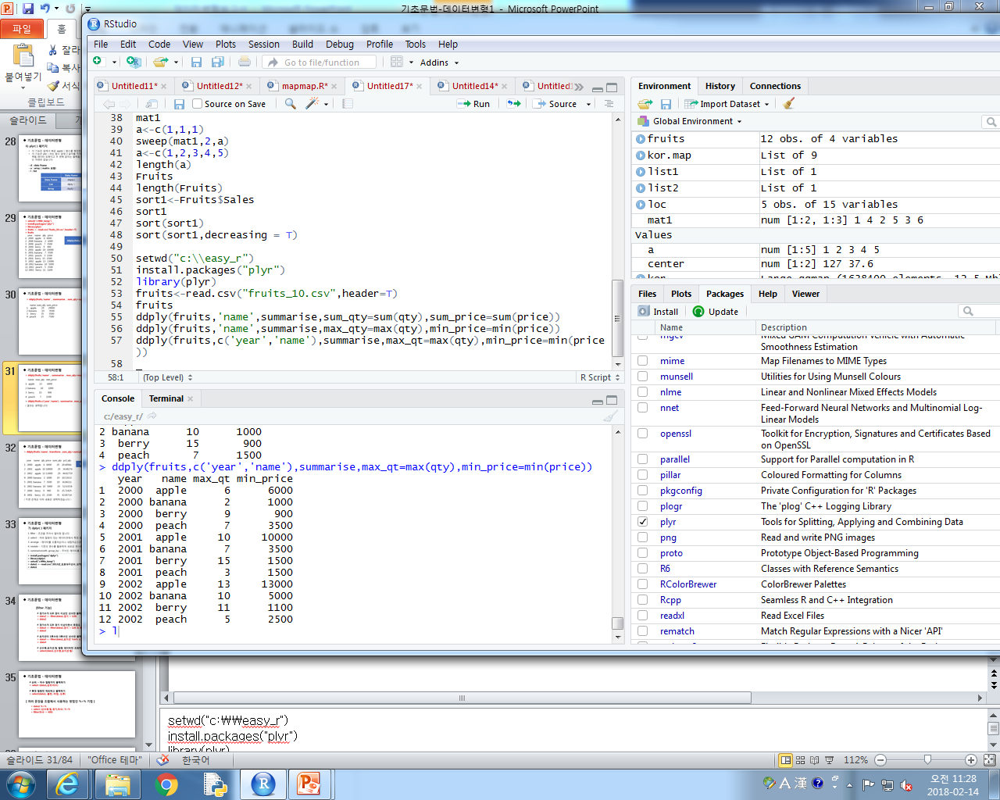 기초문법-데이터변형1 - Microsoft PowerPoint
파일
홈
붙여넣기
잘라
복사
서식
클립보드
슬라이드
RStudio
File Edit Code View Plots Session Build Debug Profile Tools Help
Go to file/function
Addins
Untitled11* Untitled12* mapmap.R* Untitled17* Untitled14* Untitled1
Source on Save
Run
Source
38 mat1
39 a<-c(1,1,1)
40 sweep(mat1,2,a)
41 a<-c(1,2,3,4,5)
42 length(a)
43 Fruits
44 length(Fruits)
45 sort1<-Fruits$Sales
46 sort1
47 sort(sort1)
48 sort(sort1,decreasing = T)
49
50 setwd("c:\\easy_r")
51 install.packages("plyr")
52 library(plyr)
53 fruits<-read.csv("fruits_10.csv",header=T)
54 fruits
55 ddply(fruits,'name',summarise,sum_qty=sum(qty),sum_price=sum(price))
56 ddply(fruits,'name',summarise,max_qty=max(qty),min_price=min(price))
57 ddply(fruits,c('year','name'),summarise,max_qt=max(qty),min_price=min(price
))
58
58:1 (Top Level) R Script
Console Terminal
c:/easy_r/
2 banana 10 1000
3 berry 15 900
4 peach 7 1500
> ddply(fruits,c('year','name'),summarise,max_qt=max(qty),min_price=min(price))
year name max_qt min_price
1 2000 apple 6 6000
2 2000 banana 2 1000
3 2000 berry 9 900
4 2000 peach 7 3500
5 2001 apple 10 10000
6 2001 banana 7 3500
7 2001 berry 15 1500
8 2001 peach 3 1500
9 2002 apple 13 13000
10 2002 banana 10 5000
11 2002 berry 11 1100
12 2002 peach 5 2500
> l
Environment History Connections
Import Dataset
Global Environment
fruits 12 obs. of 4 variables
kor.map List of 9
list1 List of 1
list2 List of 1
loc 5 obs. of 15 variables
mat1 num [1:2, 1:3] 1 4 2 5 3 6
Values
a num [1:5] 1 2 3 4 5
center num [1:2] 127 37.6
Files Plots Packages Help Viewer
Install Update
Name Description
mgcv Mixed GAM Computation Vehicle with Automatic
Smoothness Estimation
mime Map Filenames to MIME Types
munsell Utilities for Using Munsell Colours
nlme Linear and Nonlinear Mixed Effects Models
nnet Feed-Forward Neural Networks and Multinomial Log-
Linear Models
openssl Toolkit for Encryption, Signatures and Certificates Based
on OpenSSL
parallel Support for Parallel computation in R
pillar Coloured Formatting for Columns
pkgconfig Private Configuration for 'R' Packages
plogr The 'plog' C++ Logging Library
plyr Tools for Splitting, Applying and Combining Data
png Read and write PNG images
proto Prototype Object-Based Programming
R6 Classes with Reference Semantics
RColorBrewer ColorBrewer Palettes
Rcpp Seamless R and C++ Integration
readxl Read Excel Files
rematch Match Regular Expressions with a Nicer 'API'
28
29
30
31
32
33
34
35
setwd("c:₩₩easy_r")
install.packages("plyr")
library(plyr)
슬라이드 31/84 "Office 테마" 한국어
112%
A 漢
오전 11:28
2018-02-14